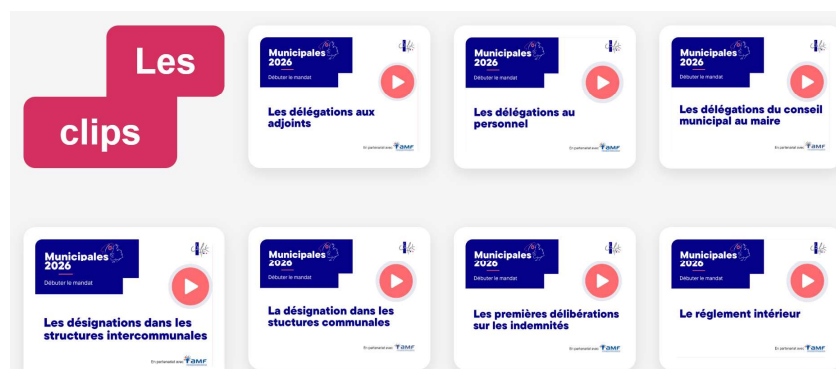 Les
clips
Municipales
2026
Débuter le mandat
Les délégations aux
adjoints
En partenariat avec AMF
Municipales
2026
Débuter le mandat
Les délégations au
personnel
En partenariat avec AMF
Municipales
2026
Débuter le mandat
Les délégations du conseil
municipal au maire
En partenariat avec AMF
Municipales
2026
Débuter le mandat
Les désignations dans les
structures intercommunales
En partenariat avec AMF
Municipales
2026
Débuter le mandat
La désignation dans les
stuctures communales
En partenariat avec AMF
Municipales
2026
Débuter le mandat
Les premières délibérations
sur les indemnités
En partenariat avec AMF
Municipales
2026
Débuter le mandat
Le réglement intérieur
En partenariat avec AMF